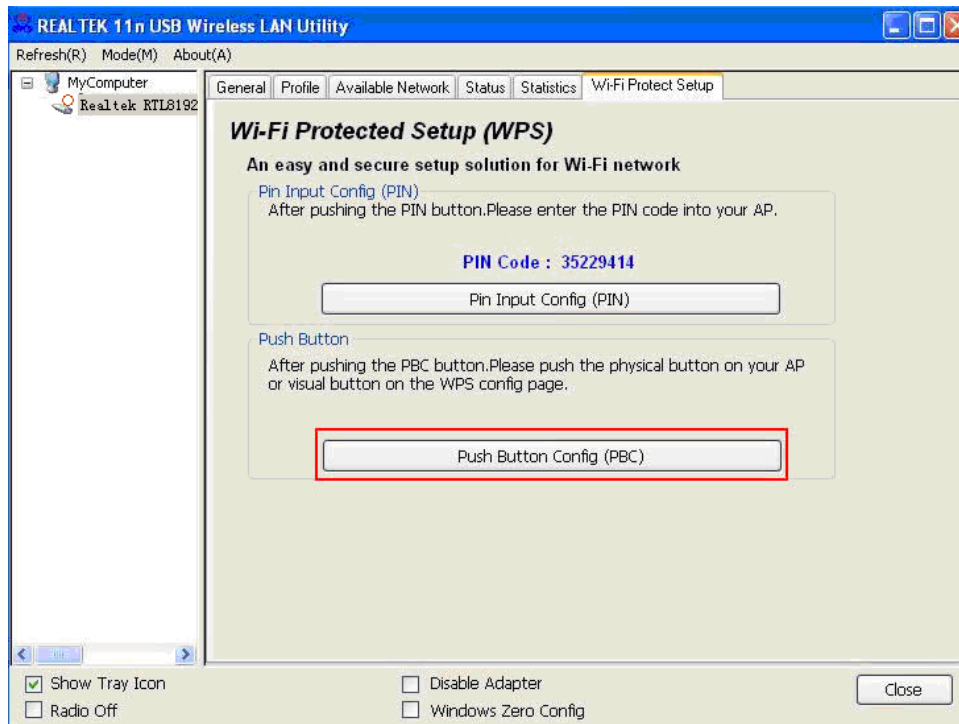 REALTEK 11n USB Wireless LAN Utility
Refresh(R) Mode(M) About(A)
MyComputer
Realtek RTL8192
General Profile Available Network Status Statistics Wi-Fi Protect Setup
Wi-Fi Protected Setup (WPS)
An easy and secure setup solution for Wi-Fi network
Pin Input Config (PIN)
After pushing the PIN button.Please enter the PIN code into your AP.
PIN Code : 35229414
Pin Input Config (PIN)
Push Button
After pushing the PBC button.Please push the physical button on your AP
or visual button on the WPS config page.
Push Button Config (PBC)
Show Tray Icon
Disable Adapter
Close
Radio Off
Windows Zero Config